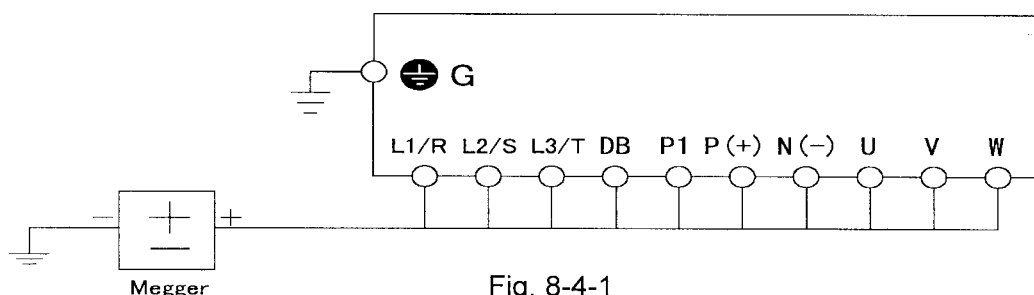 G
L1/R L2/S L3/T DB P1 P(+) N(-) U V W
- + - +
Megger
Fig. 8-4-1